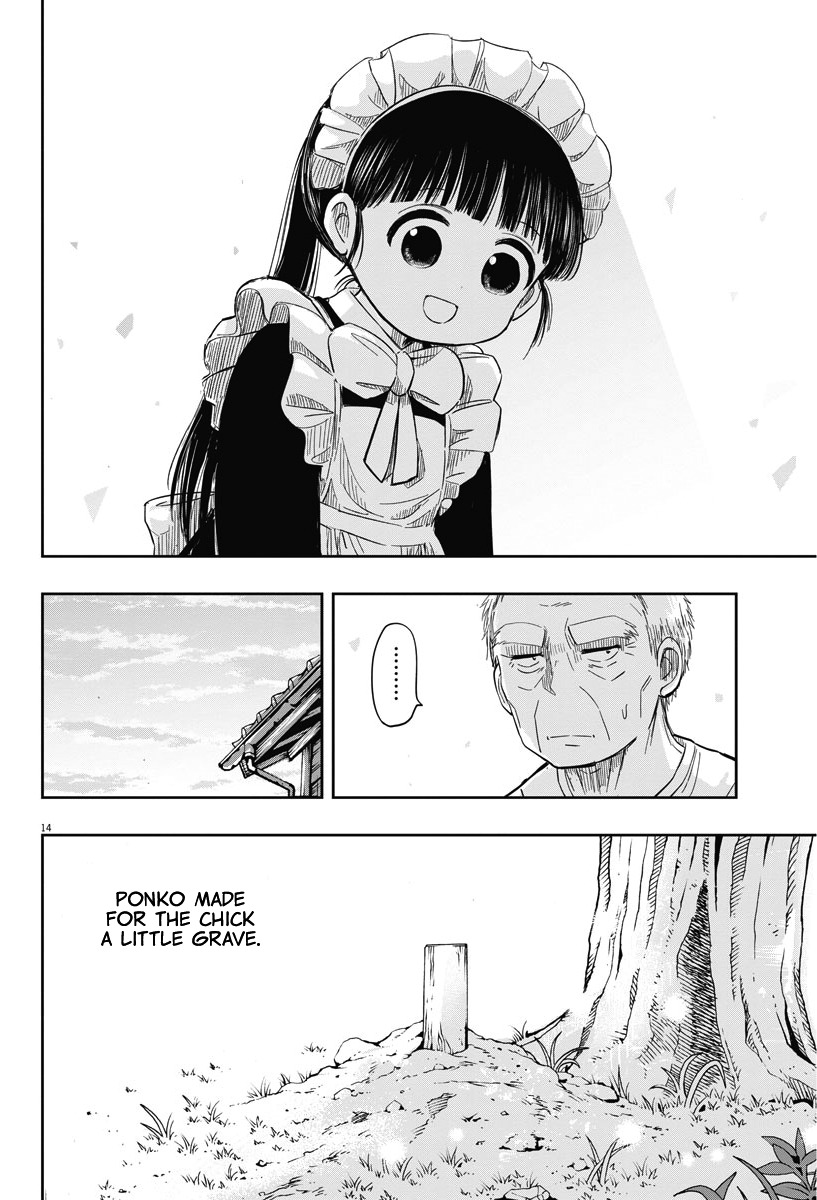 ………
14
PONKO MADE
FOR THE CHICK
A LITTLE GRAVE.